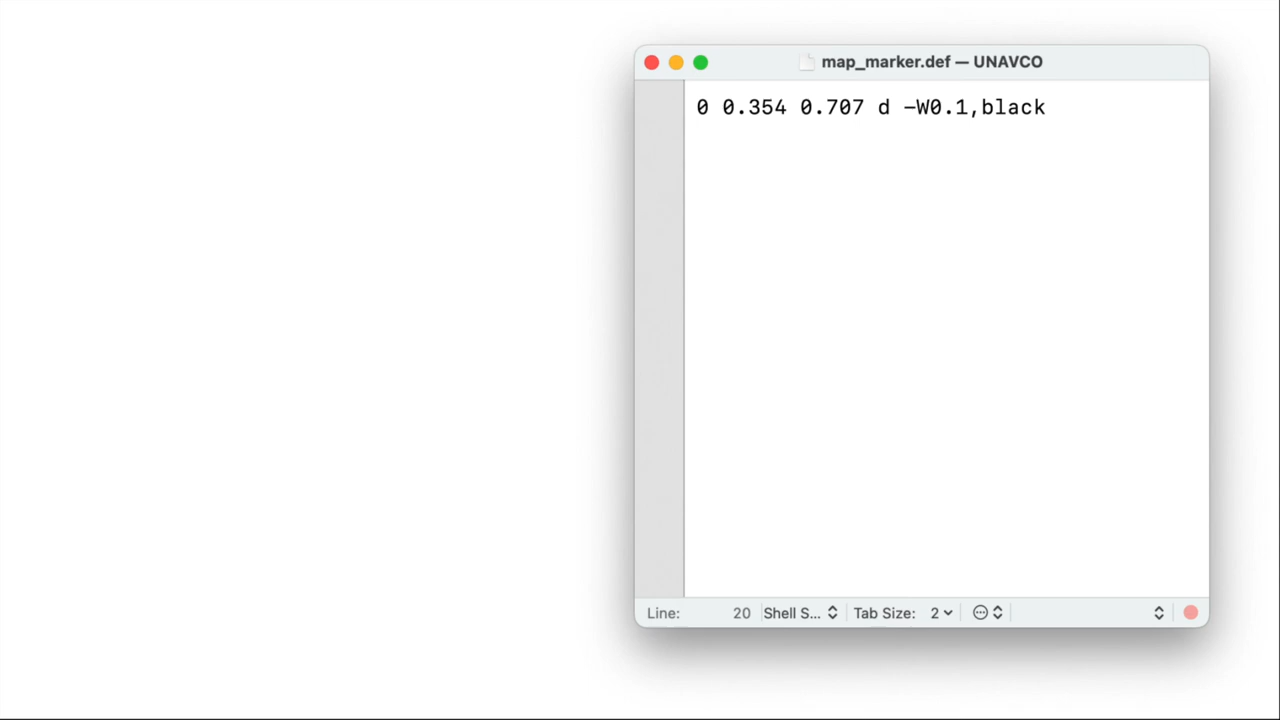 map_marker.def — UNAVCO
0 0.354 0.707 d -W0.1,black
Line: 20 Shell S... Tab Size: 2